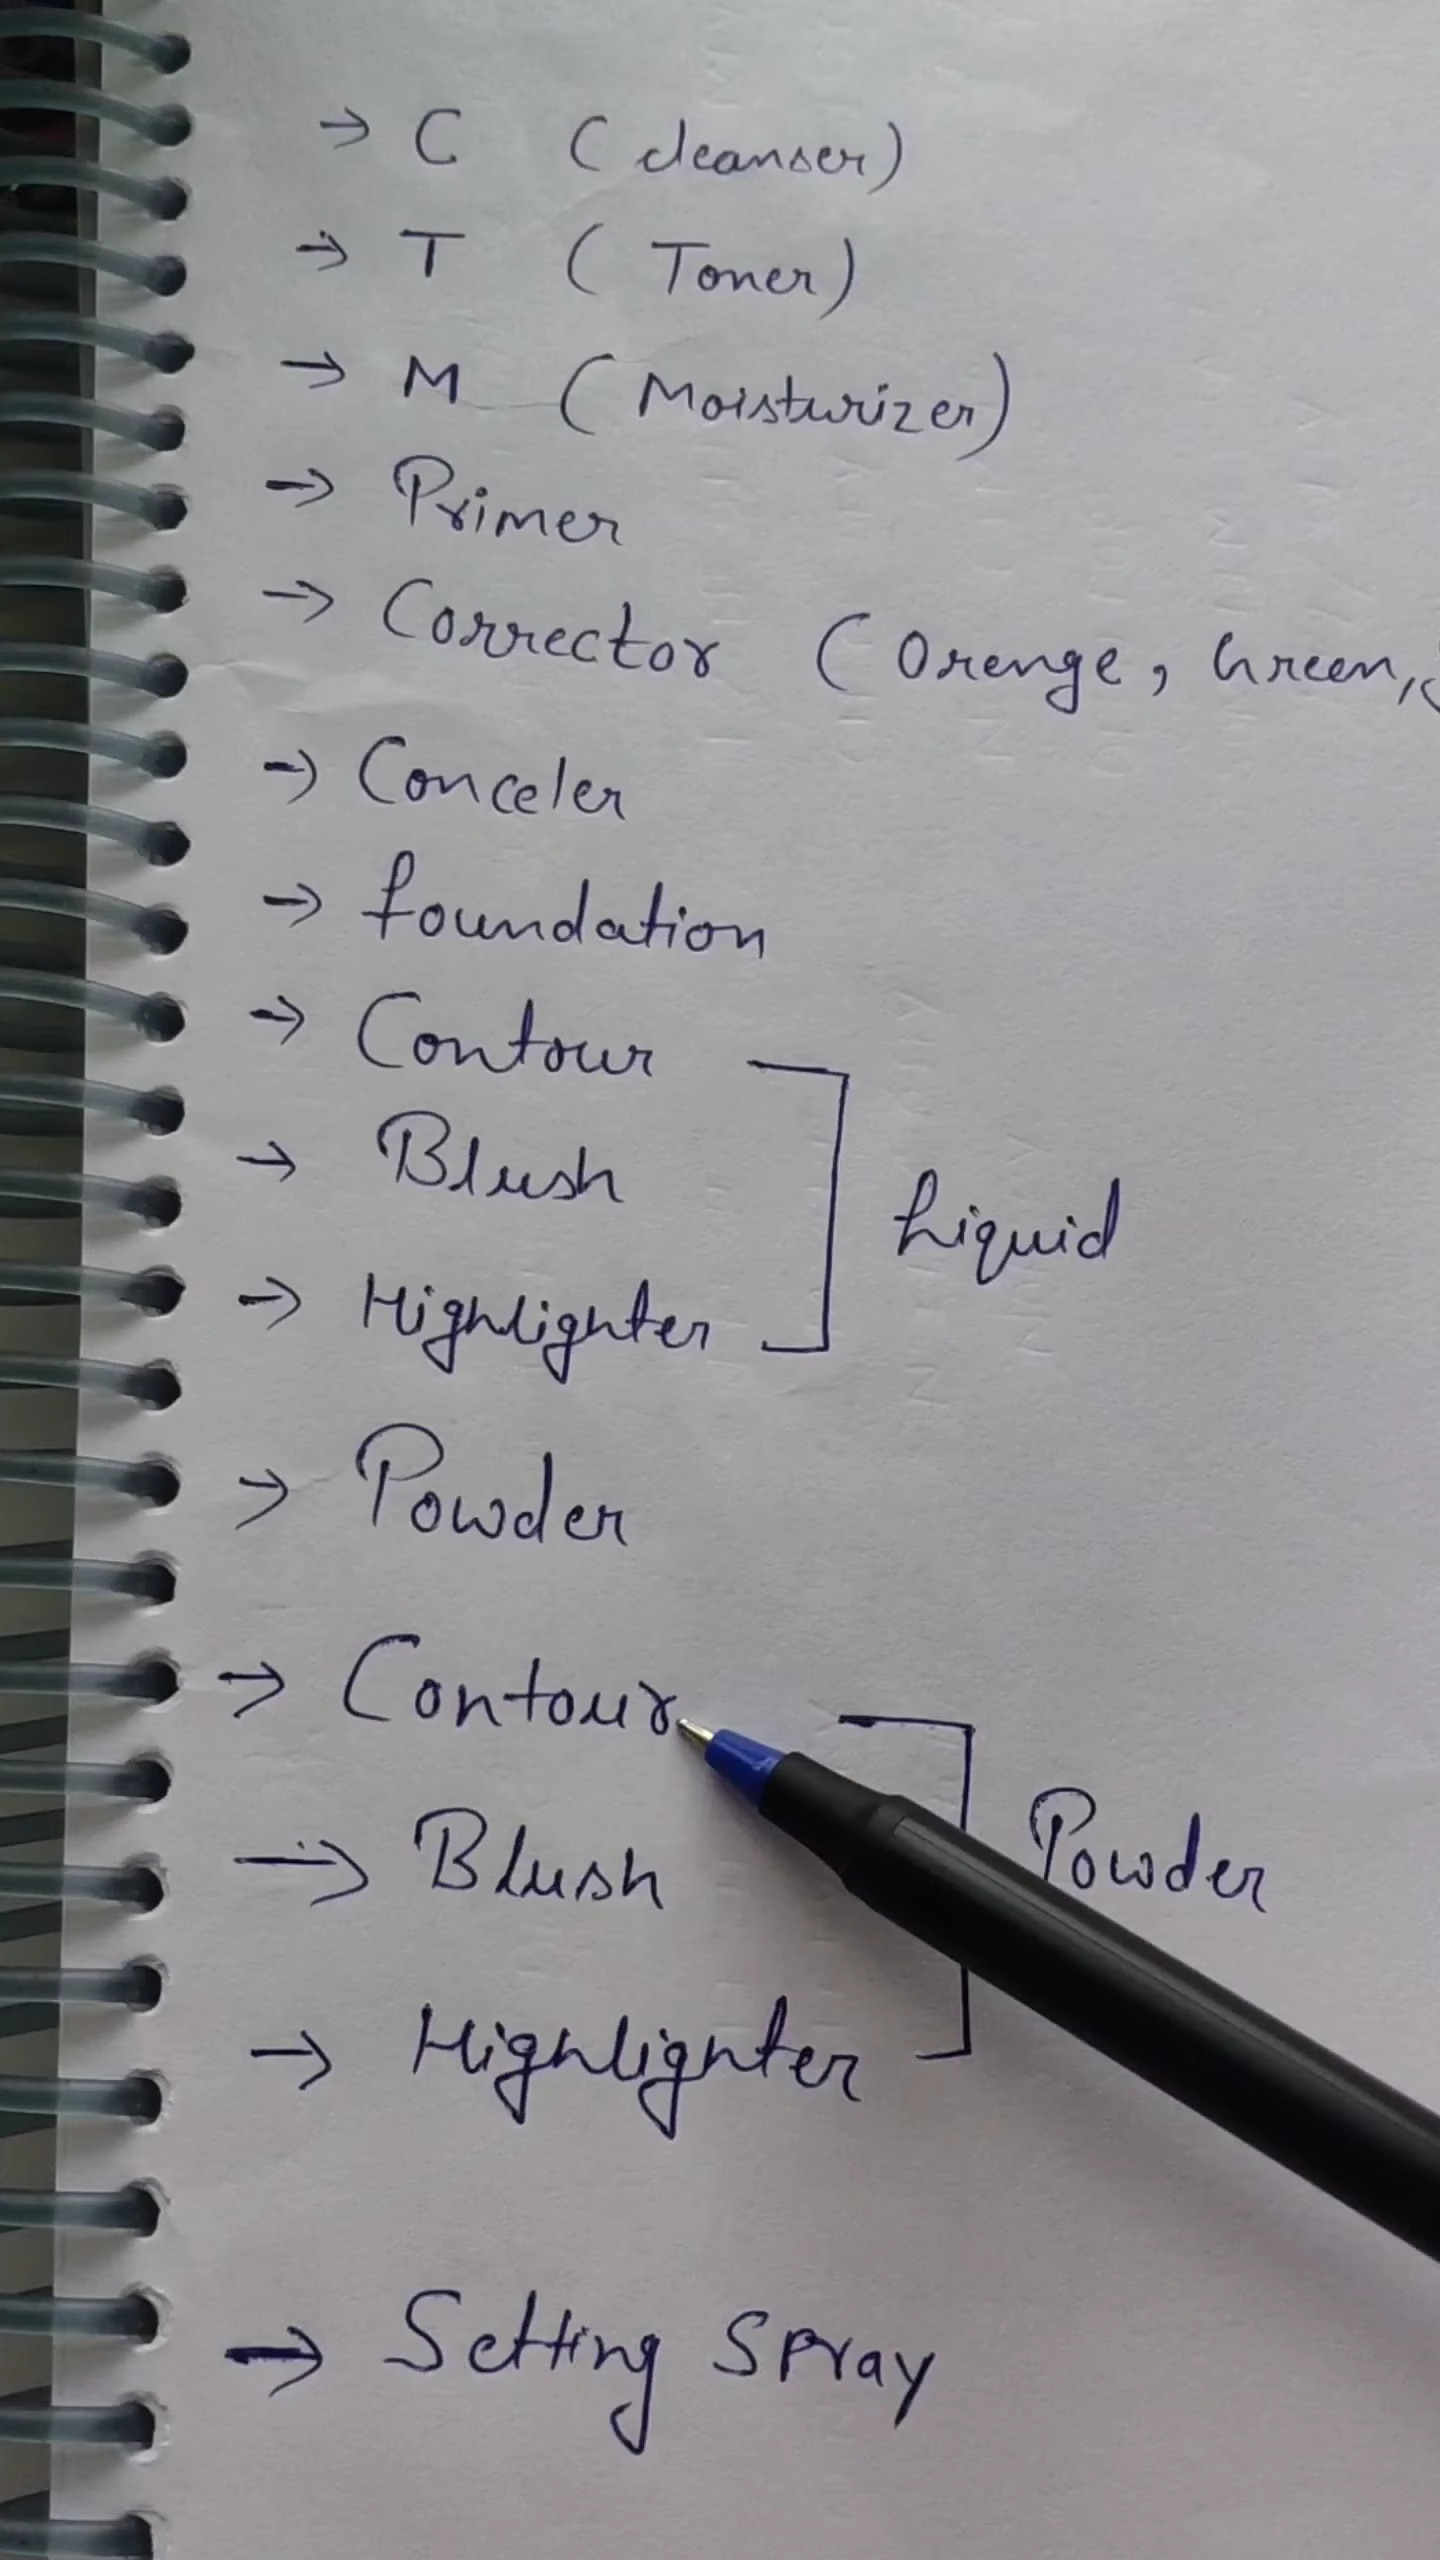 → C (cleanser)
→ T (Toner)
→ M (Moisturizer)
→ Primer
→ Corrector (Orenge, Green,
→ Conceler
→ foundation
→ Contour
→ Blush
Liquid
→ Highlighter
→ Powder
→ Contour
→ Blush
Powder
→ Highlighter
→ Setting Spray